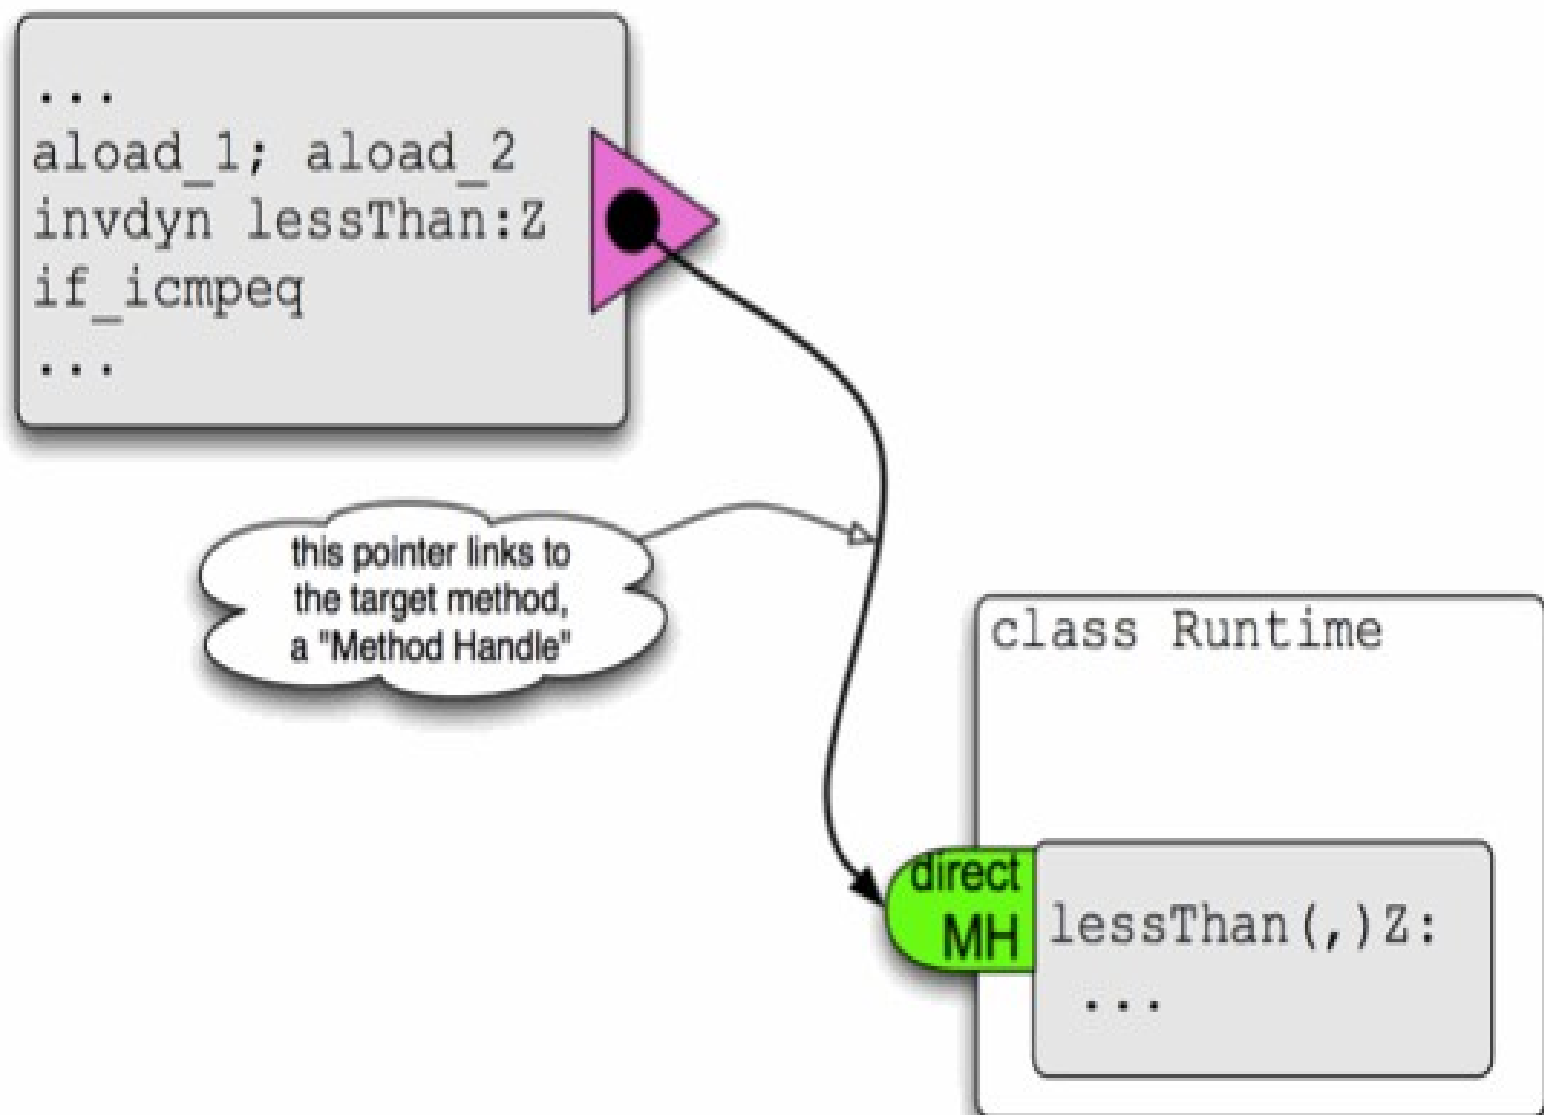 ...
aload_1; aload_2
invdyn lessThan:Z
if_icmpeq
...
this pointer links to
the target method,
a "Method Handle"
class Runtime
direct
MH
lessThan(,)Z:
...